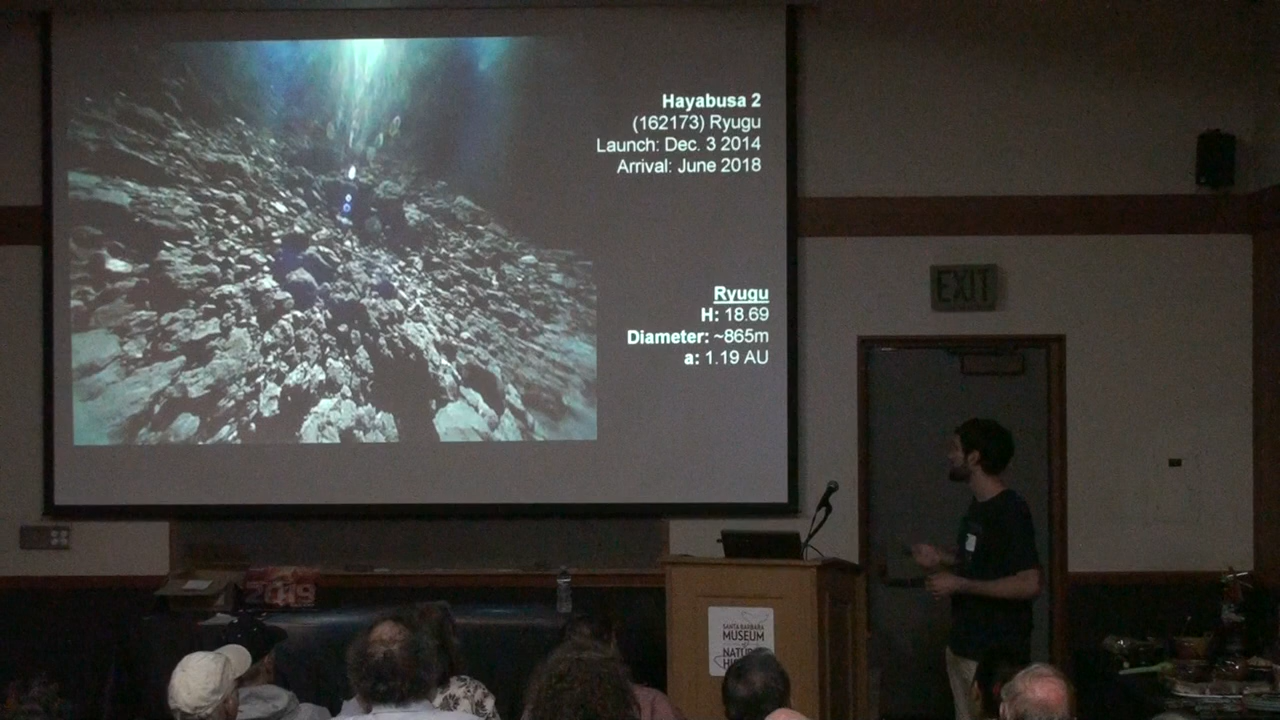 Hayabusa 2
(162173) Ryugu
Launch: Dec. 3 2014
Arrival: June 2018
Ryugu
H: 18.69
Diameter: ~865m
a: 1.19 AU
EXIT
2019
SANTA BARBARA
MUSEUM